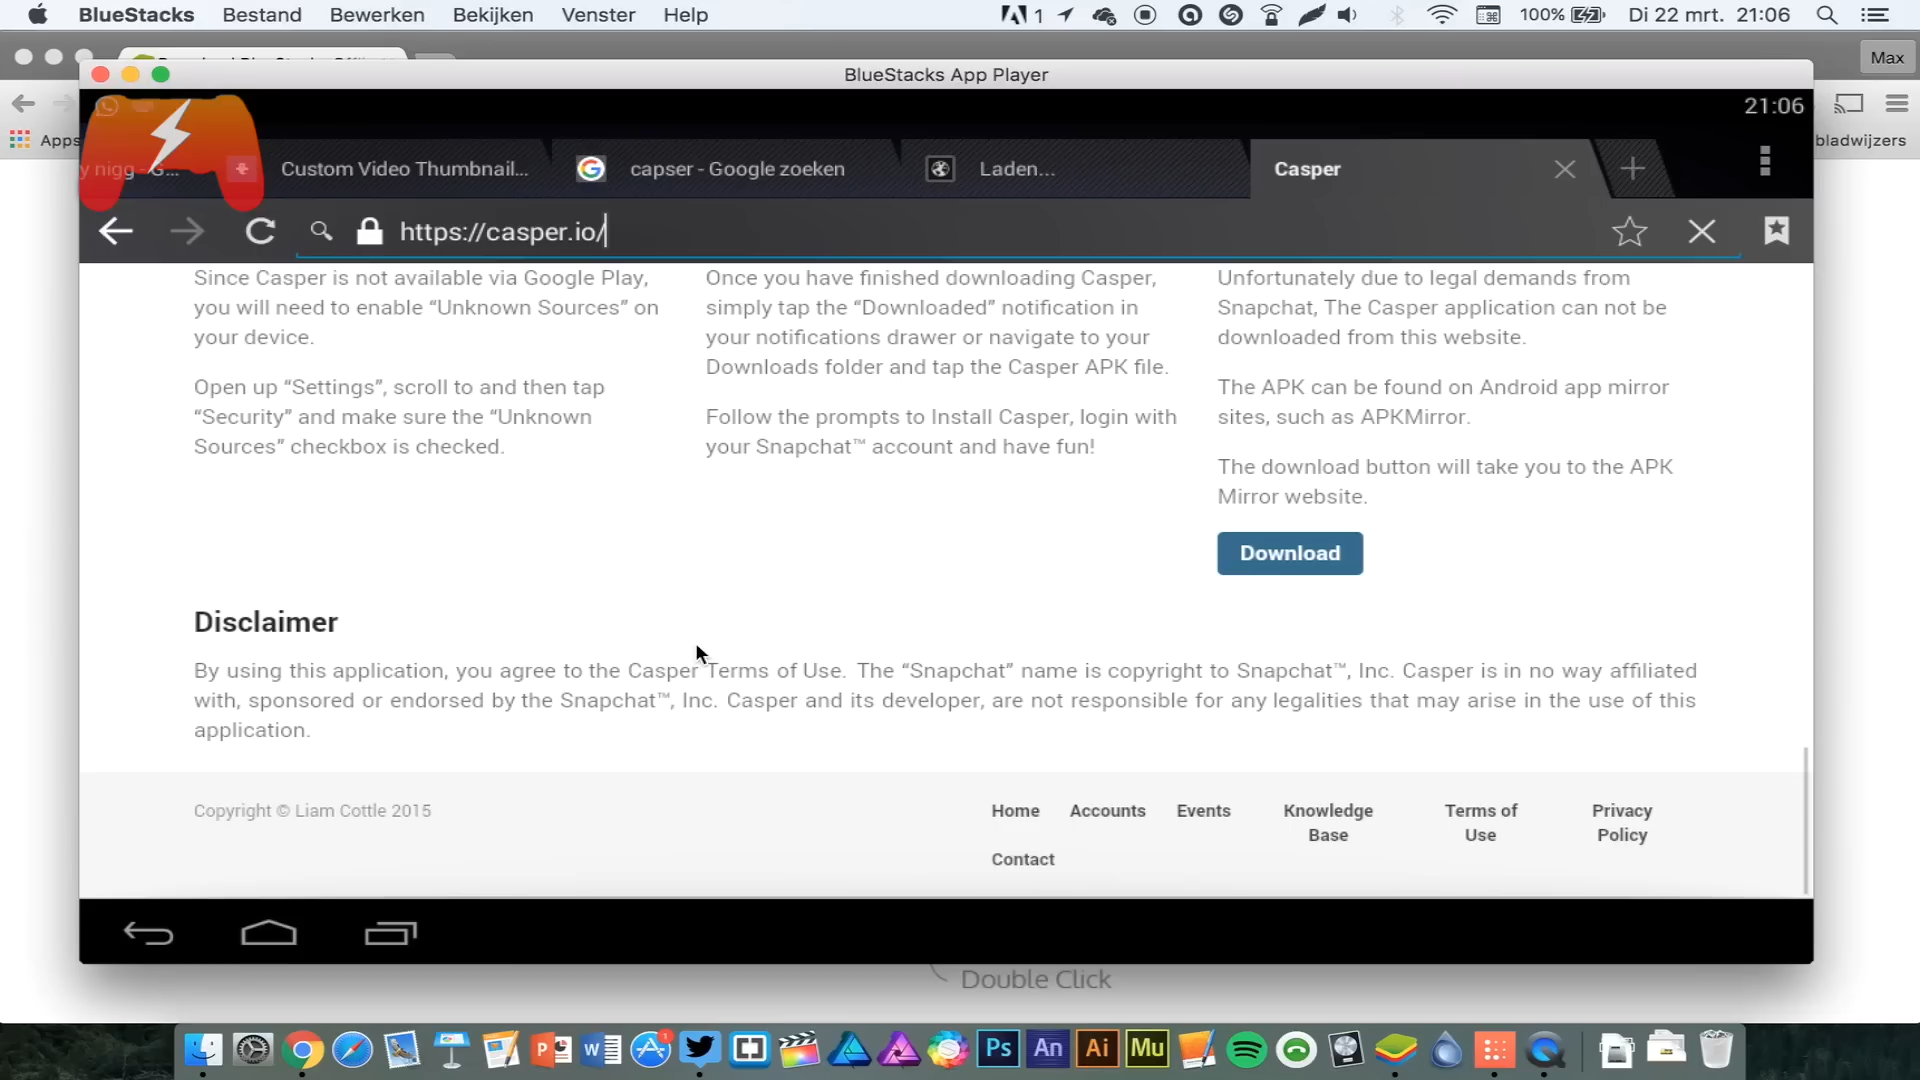 BlueStacks Bestand Bewerken Bekijken Venster Help 1 100% Di 22 mrt. 21:06
Max
BlueStacks App Player
21:06
Apps
bladwijzers
Custom Video Thumbnail...
capser - Google zoeken
Laden...
Casper
https://casper.io/
Since Casper is not available via Google Play,
you will need to enable “Unknown Sources” on
your device.
Open up “Settings”, scroll to and then tap
“Security” and make sure the “Unknown
Sources” checkbox is checked.
Once you have finished downloading Casper,
simply tap the “Downloaded” notification in
your notifications drawer or navigate to your
Downloads folder and tap the Casper APK file.
Follow the prompts to Install Casper, login with
your Snapchat™ account and have fun!
Unfortunately due to legal demands from
Snapchat, The Casper application can not be
downloaded from this website.
The APK can be found on Android app mirror
sites, such as APKMirror.
The download button will take you to the APK
Mirror website.
Download
Disclaimer
By using this application, you agree to the Casper Terms of Use. The “Snapchat” name is copyright to Snapchat™, Inc. Casper is in no way affiliated
with, sponsored or endorsed by the Snapchat™, Inc. Casper and its developer, are not responsible for any legalities that may arise in the use of this
application.
Copyright © Liam Cottle 2015
Home Accounts Events Knowledge Base Terms of Use Privacy Policy
Contact
Double Click
1
P W Ps An Ai Mu